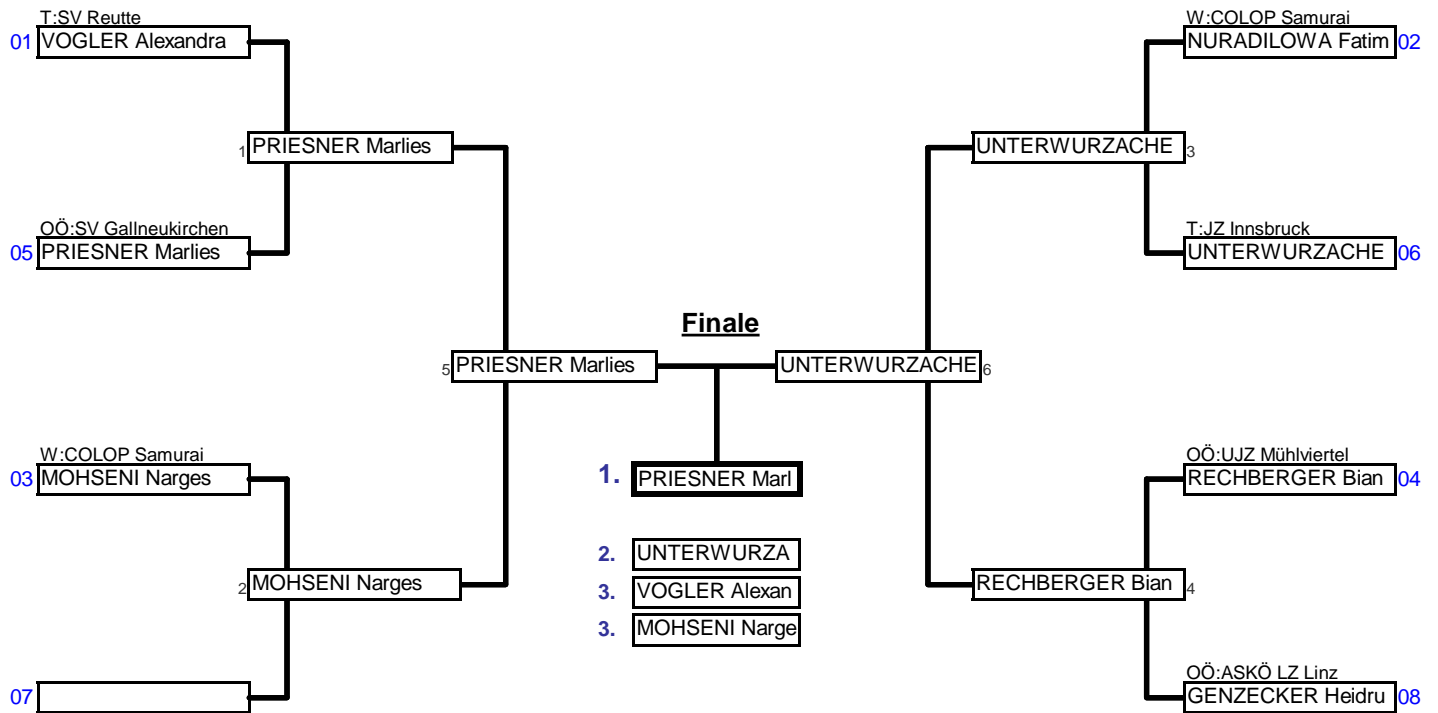 T:SV Reutte
01 VOGLER Alexandra
1 PRIESNER Marlies
OÖ:SV Gallneukirchen
05 PRIESNER Marlies
5 PRIESNER Marlies
W:COLOP Samurai
03 MOHSENI Narges
2 MOHSENI Narges
07
Finale
1. PRIESNER Marl
2. UNTERWURZA
3. VOGLER Alexan
3. MOHSENI Narge
W:COLOP Samurai
NURADILOWA Fatim 02
UNTERWURZACHE 3
T:JZ Innsbruck
UNTERWURZACHE 06
UNTERWURZACHE 6
OÖ:UJZ Mühlviertel
RECHBERGER Bian 04
RECHBERGER Bian 4
OÖ:ASKÖ LZ Linz
GENZECKER Heidru 08